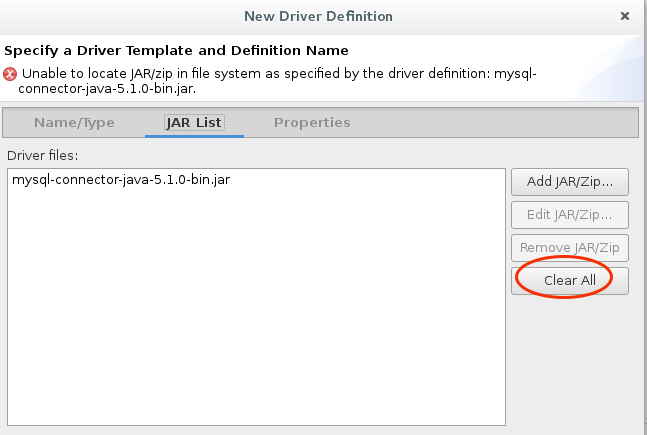 New Driver Definition
Specify a Driver Template and Definition Name
Unable to locate JAR/zip in file system as specified by the driver definition: mysql-
connector-java-5.1.0-bin.jar.
Name/Type JAR List Properties
Driver files:
mysql-connector-java-5.1.0-bin.jar
Add JAR/Zip...
Edit JAR/Zip...
Remove JAR/Zip
Clear All